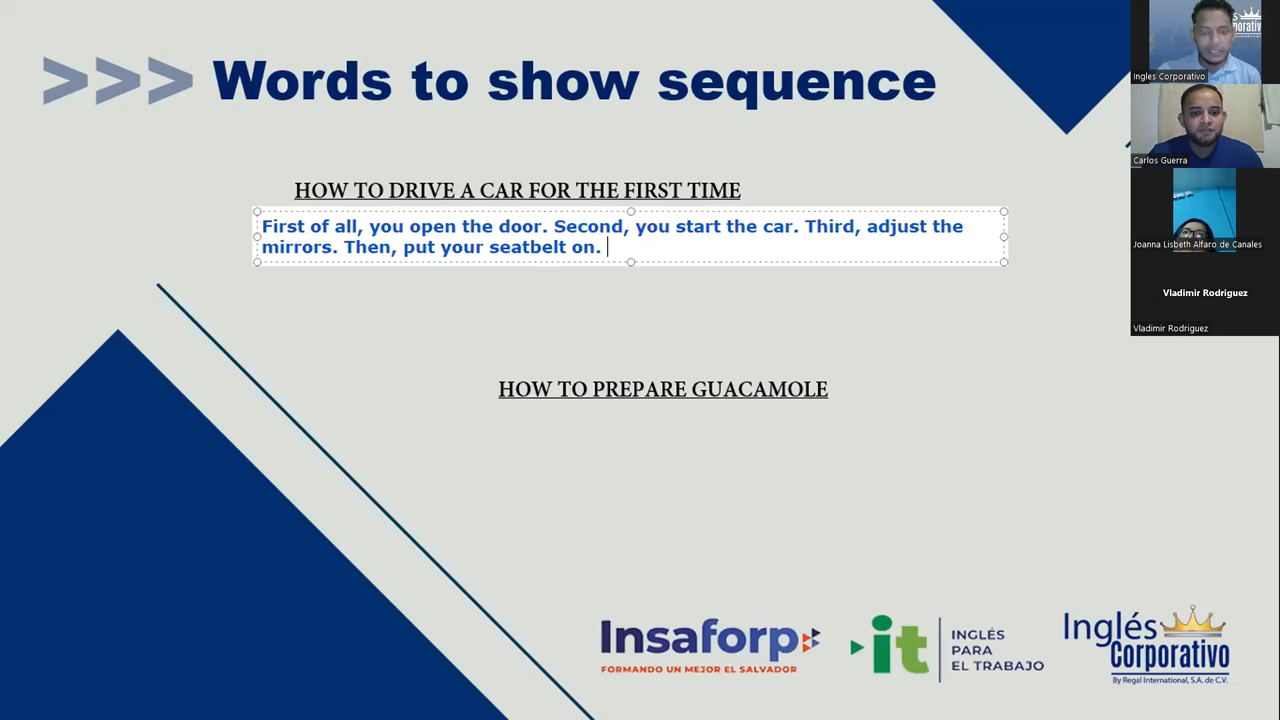 >>> Words to show sequence
HOW TO DRIVE A CAR FOR THE FIRST TIME
First of all, you open the door. Second, you start the car. Third, adjust the
mirrors. Then, put your seatbelt on.
HOW TO PREPARE GUACAMOLE
Ingles Corporativo
Carlos Guerra
Joanna Lisbeth Alfaro de Canales
Vladimir Rodriguez
Vladimir Rodriguez
Insaforp
FORMANDO UN MEJOR EL SALVADOR
it
INGLÉS
PARA
EL TRABAJO
Inglés
Corporativo
By Regal International, S.A. de C.V.